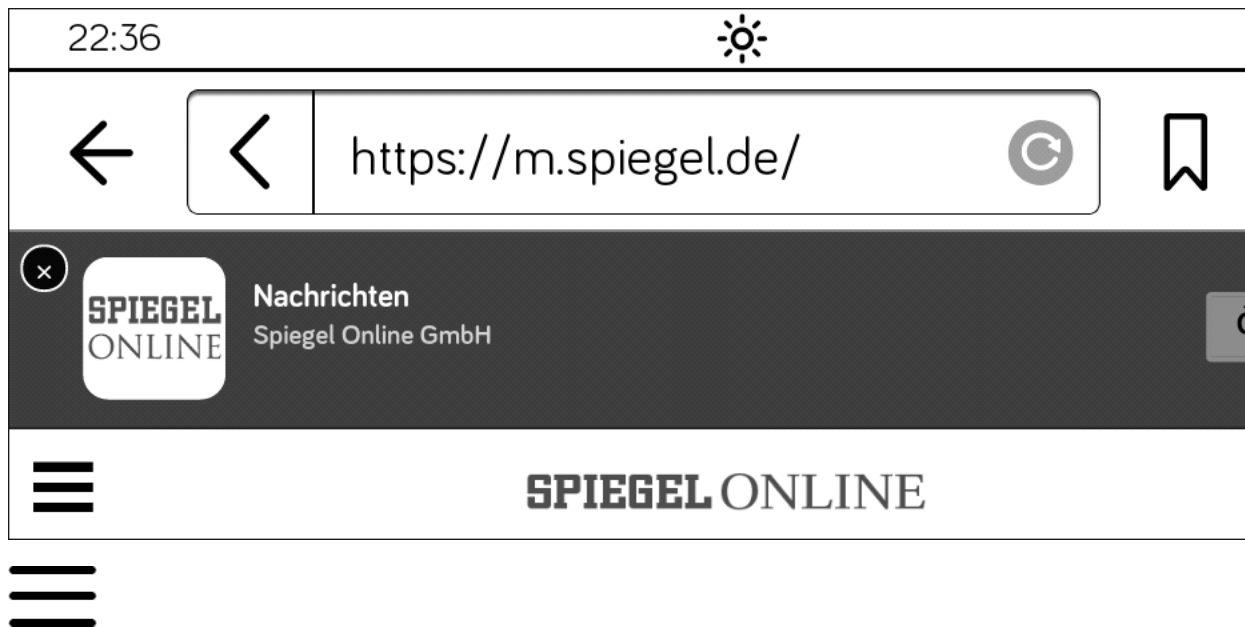 22:36
https://m.spiegel.de/
SPIEGEL
ONLINE
Nachrichten
Spiegel Online GmbH
SPIEGEL ONLINE